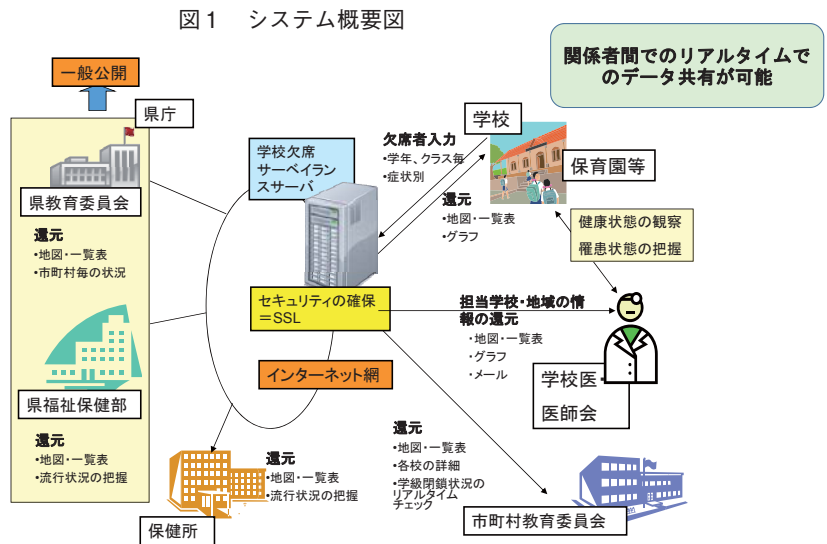 図1 システム概要図
関係者間でのリアルタイムで
のデータ共有が可能
一般公開
県庁
県教育委員会
還元
•地図・一覧表
•市町村毎の状況
県福祉保健部
還元
•地図・一覧表
•流行状況の把握
学校欠席
サーベイラン
スサーバ
セキュリティの確保
＝SSL
インターネット網
欠席者入力
•学年、クラス毎
•症状別
還元
•地図・一覧表
•グラフ
学校
保育園等
健康状態の観察
罹患状態の把握
担当学校・地域の情
報の還元
・地図・一覧表
・グラフ
・メール
学校医・
医師会
保健所
還元
•地図・一覧表
•流行状況の把握
還元
•地図・一覧表
•各校の詳細
•学級閉鎖状況の
リアルタイム
チェック
市町村教育委員会